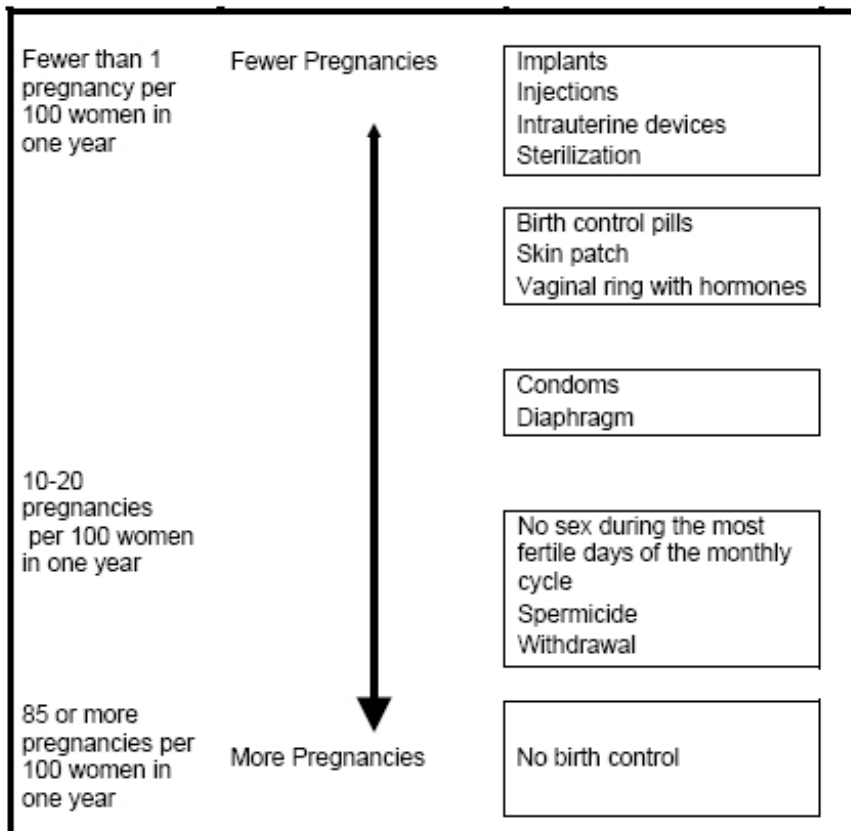 Fewer than 1
pregnancy per
100 women in
one year
Fewer Pregnancies
Implants
Injections
Intrauterine devices
Sterilization
Birth control pills
Skin patch
Vaginal ring with hormones
Condoms
Diaphragm
10-20
pregnancies
per 100 women
in one year
No sex during the most
fertile days of the monthly
cycle
Spermicide
Withdrawal
85 or more
pregnancies per
100 women in
one year
More Pregnancies
No birth control